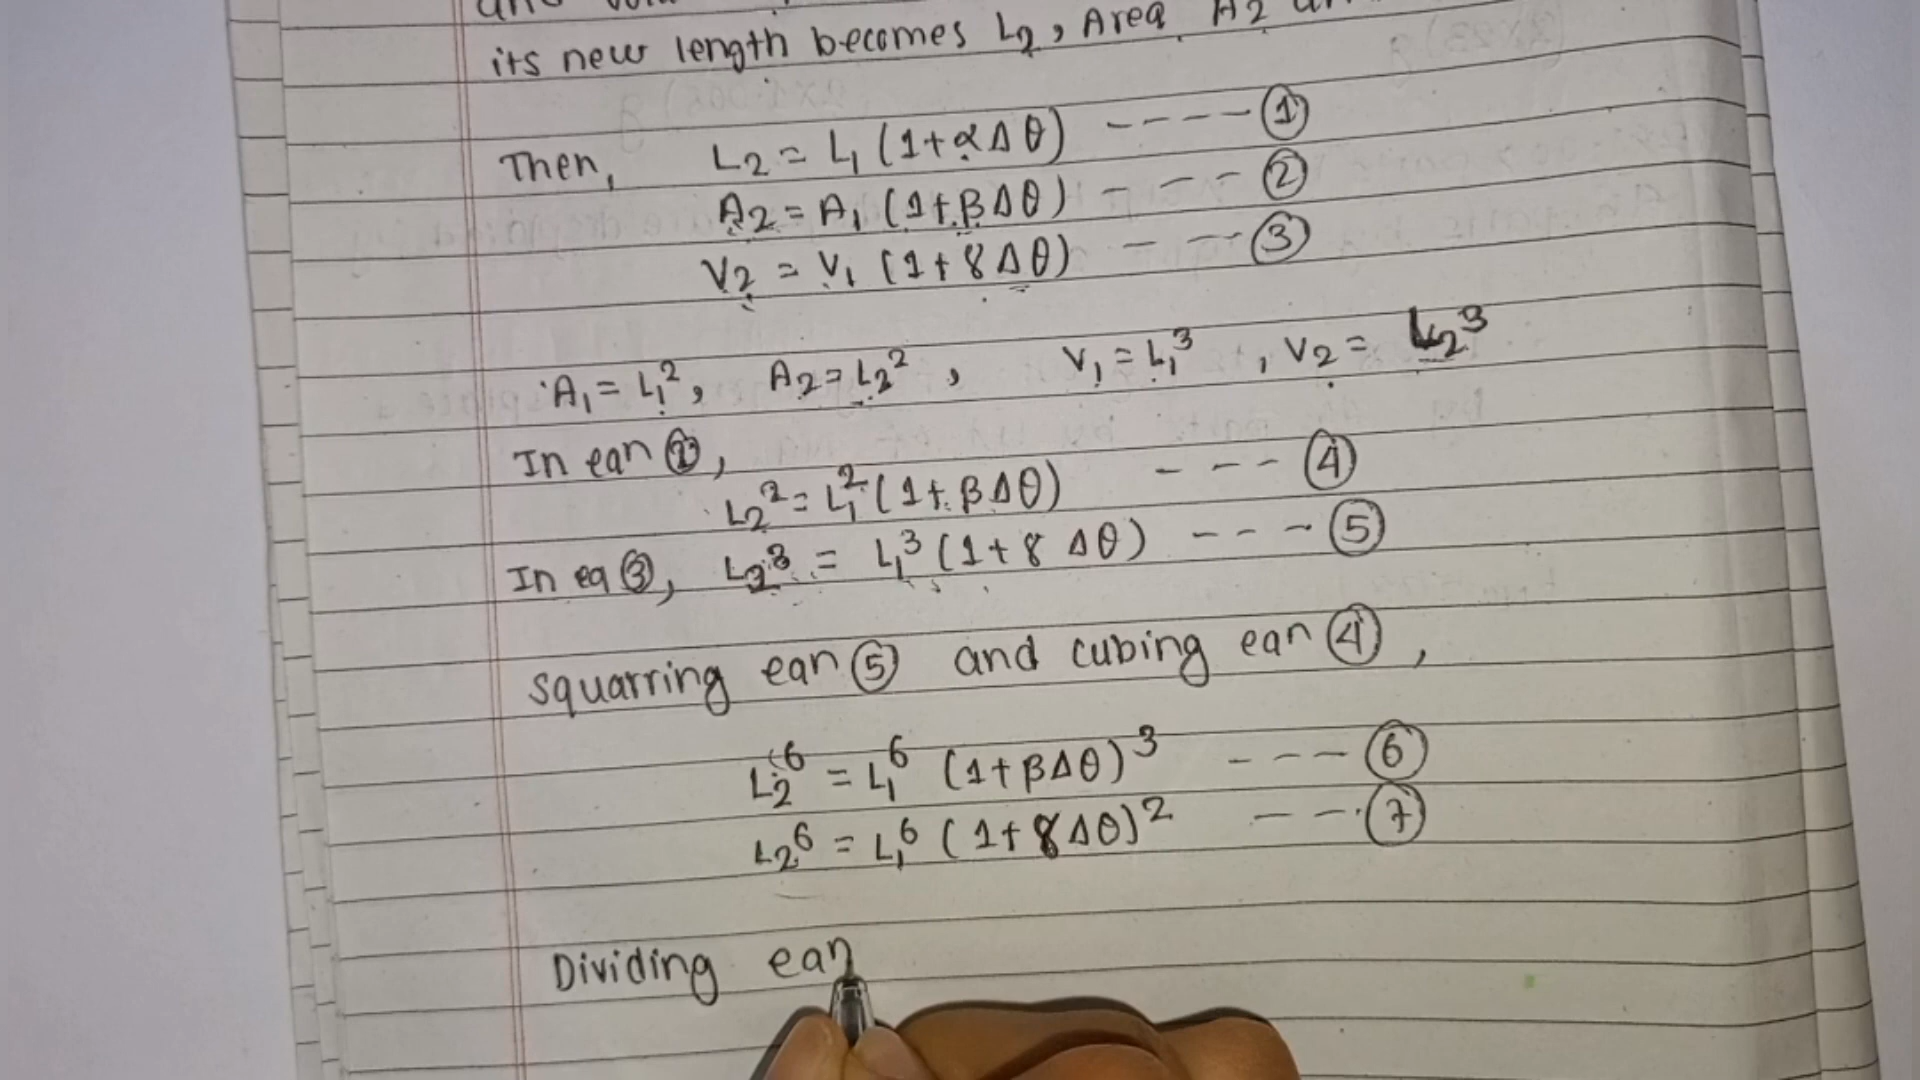 its new length becomes L₂, Area A₂
Then, L₂ = L₁ (1+αΔθ) ---- ①
A₂ = A₁ (1+βΔθ) ---- ②
V₂ = V₁ (1+γΔθ) --- ③
A₁ = L₁², A₂ = L₂², V₁ = L₁³, V₂ = L₂³
In eqn ②,
L₂² = L₁² (1+βΔθ) --- ④
In eq ③, L₂³ = L₁³ (1+γΔθ) --- ⑤
squarring eqn ⑤ and cubing eqn ④,
L₂⁶ = L₁⁶ (1+βΔθ)³ --- ⑥
L₂⁶ = L₁⁶ (1+γΔθ)² --- ⑦
Dividing eqn